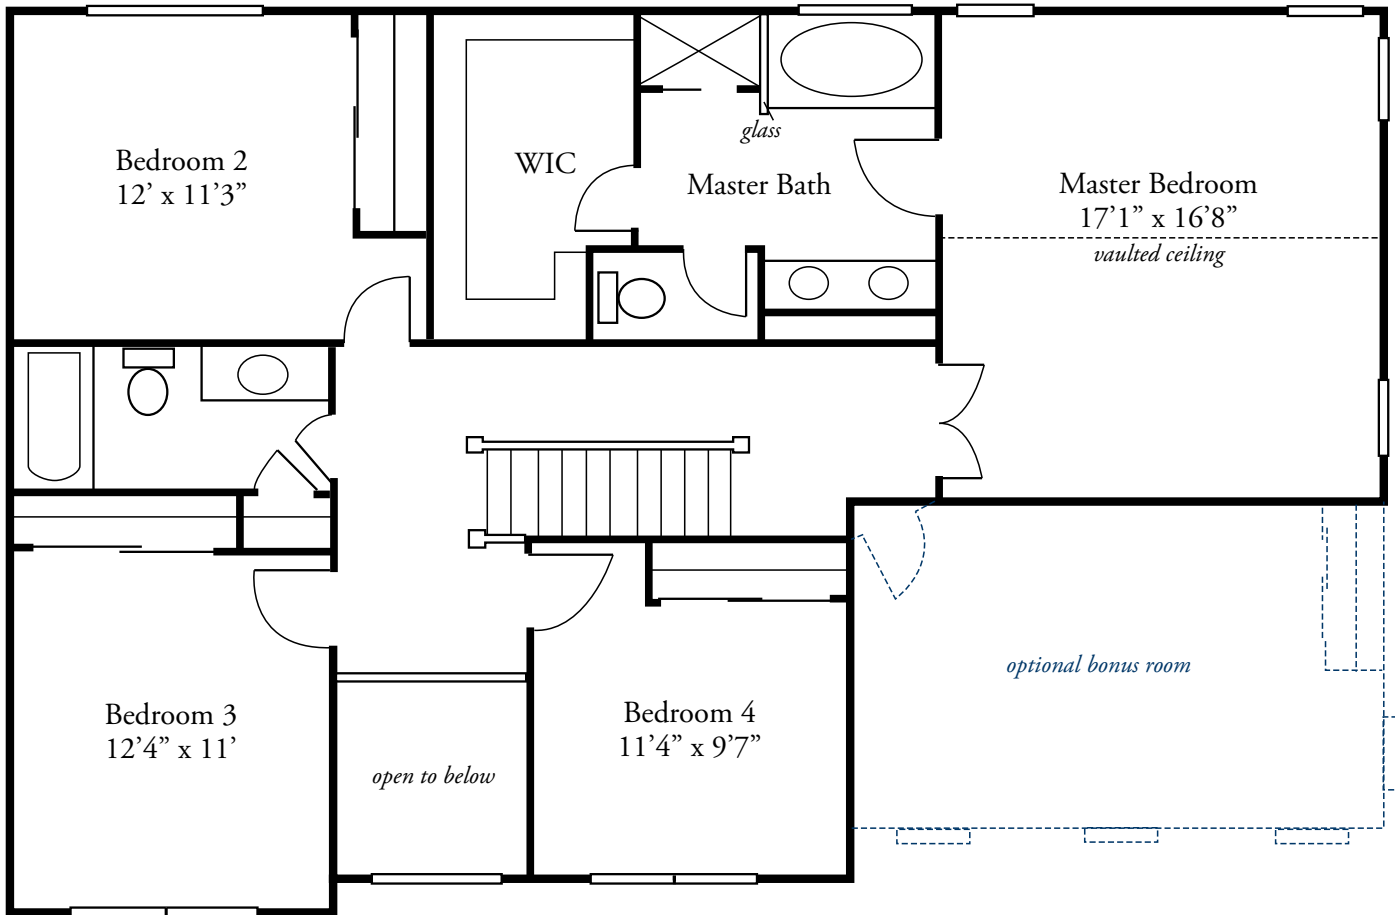 glass
Bedroom 2
12’ x 11’3”
WIC
Master Bath
Master Bedroom
17’1” x 16’8”
vaulted ceiling
optional bonus room
Bedroom 3
12’4” x 11’
Bedroom 4
11’4” x 9’7”
open to below